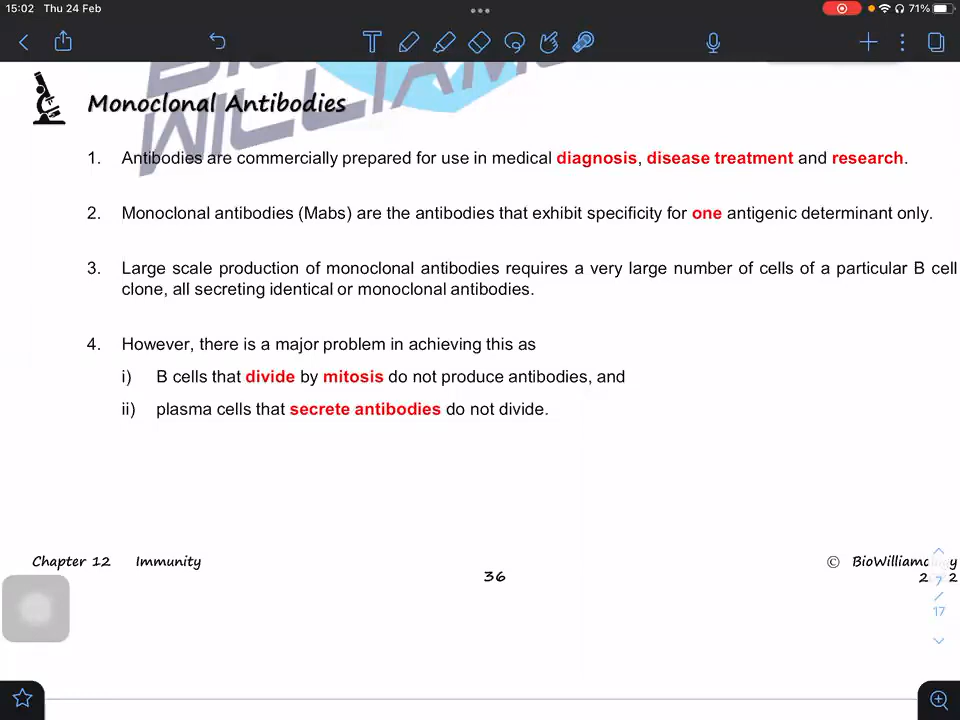 15:02 Thu 24 Feb
71%
Monoclonal Antibodies
1. Antibodies are commercially prepared for use in medical diagnosis, disease treatment and research.
2. Monoclonal antibodies (Mabs) are the antibodies that exhibit specificity for one antigenic determinant only.
3. Large scale production of monoclonal antibodies requires a very large number of cells of a particular B cell
clone, all secreting identical or monoclonal antibodies.
4. However, there is a major problem in achieving this as
i) B cells that divide by mitosis do not produce antibodies, and
ii) plasma cells that secrete antibodies do not divide.
Chapter 12 Immunity
36
©
7
/
17